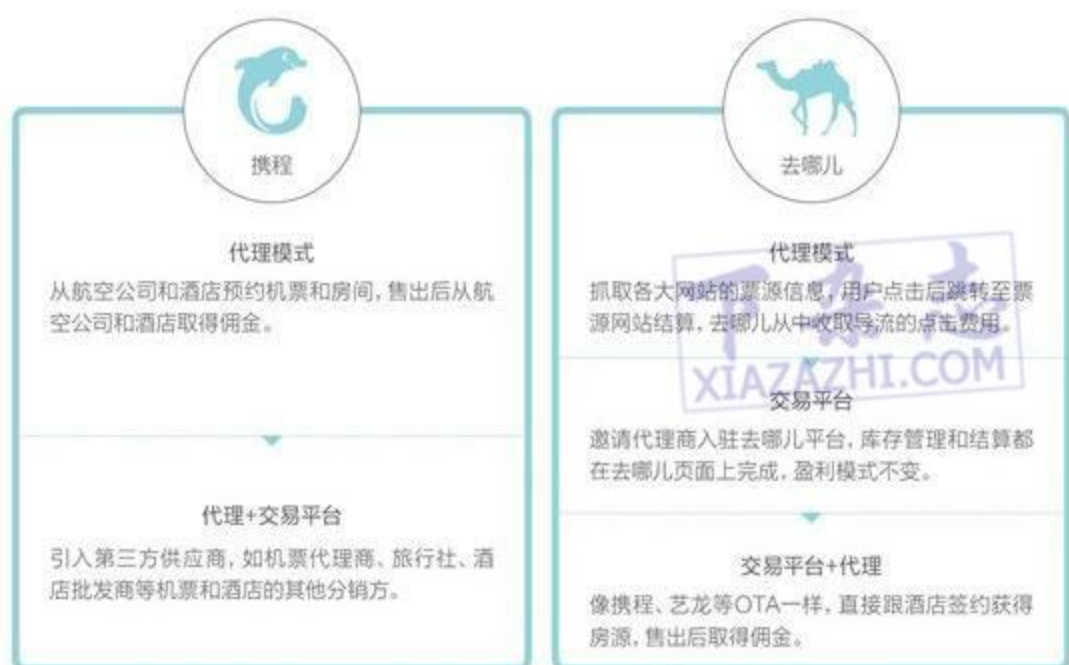 携程
代理模式
从航空公司和酒店预约机票和房间，售出后从航
空公司和酒店取得佣金。
代理+交易平台
引入第三方供应商，如机票代理商、旅行社、酒
店批发商等机票和酒店的其他分销方。
去哪儿
代理模式
抓取各大网站的票源信息，用户点击后跳转至票
源网站结算，去哪儿从中收取导流的点击费用。
交易平台
邀请代理商入驻去哪儿平台，库存管理和结算都
在去哪儿页面上完成，盈利模式不变。
交易平台+代理
像携程、艺龙等OTA一样，直接跟酒店签约获得
房源，售出后取得佣金。
下杂志
XIAZAZHI.COM